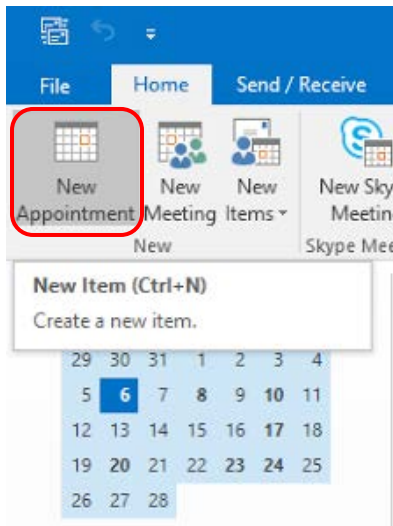 File Home Send / Receive
New Appointment New Meeting New Items New Sky Meetin
New Skype Mee
New Item (Ctrl+N)
Create a new item.
29 30 31 1 2 3 4
5 6 7 8 9 10 11
12 13 14 15 16 17 18
19 20 21 22 23 24 25
26 27 28